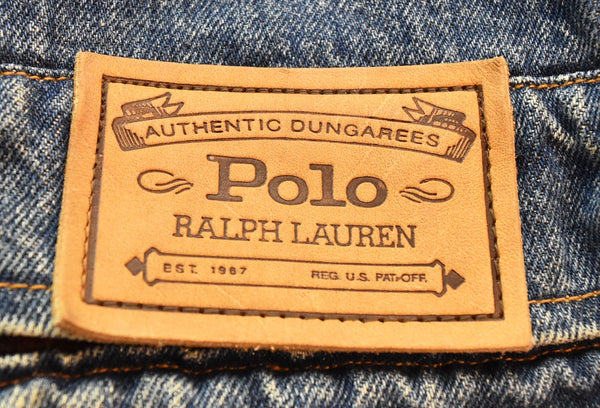 AUTHENTIC DUNGAREES
Polo
RALPH LAUREN
EST. 1967 REG. U.S. PAT. OFF.